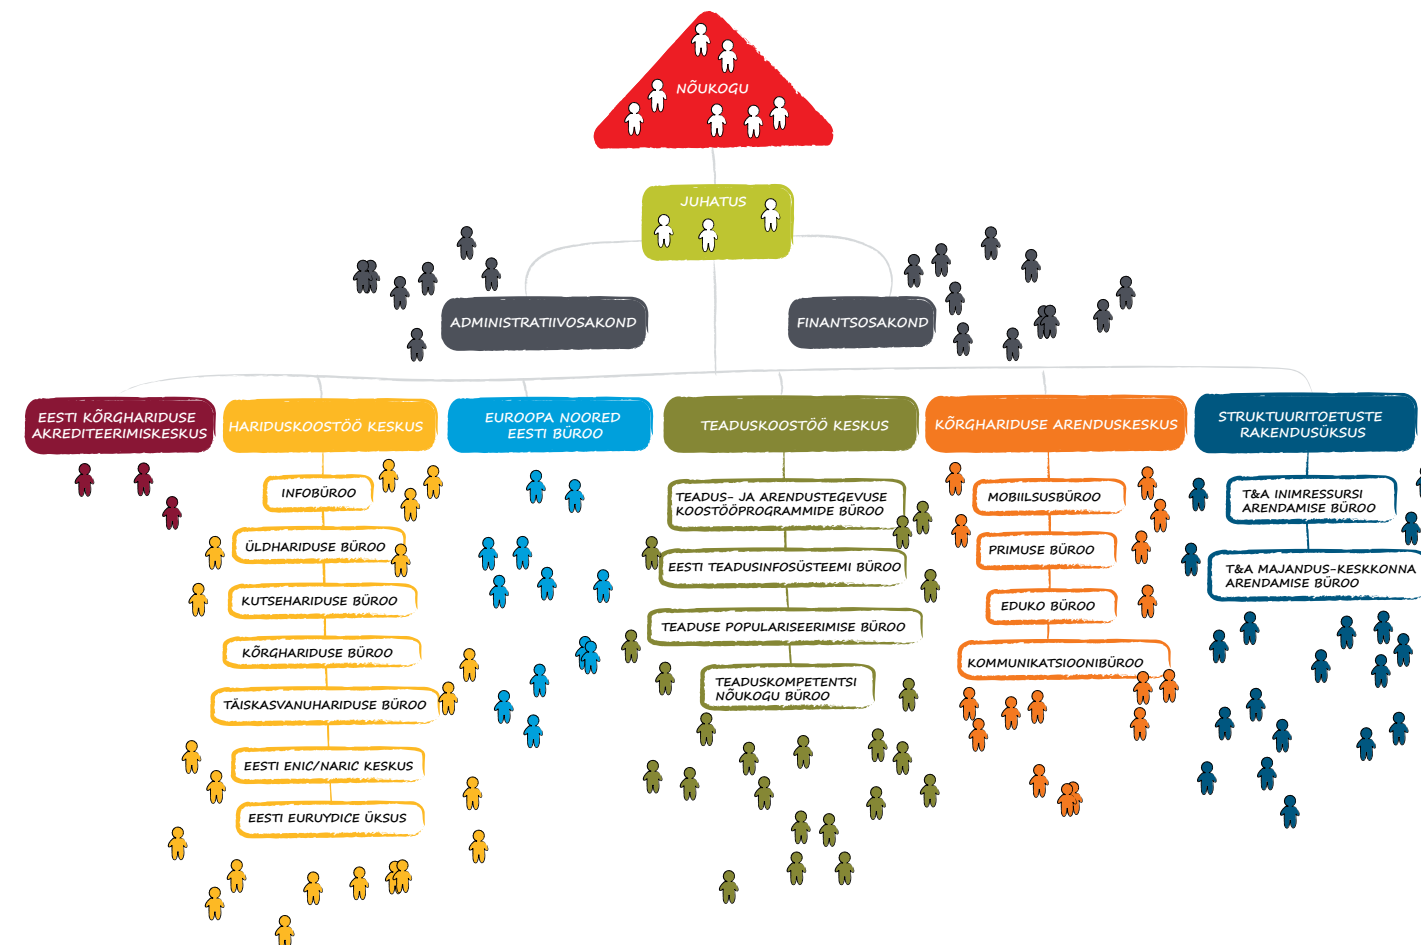 NÕUKOGU
JUHATUS
ADMINISTRATIIVOSAKOND
FINANTSOSAKOND
EESTI KÕRGHARIDUSE
AKREDITEERIMISKESKUS
HARIDUSKOOSTÖÖ KESKUS
EUROOPA NOORED
EESTI BÜROO
TEADUSKOOSTÖÖ KESKUS
KÕRGHARIDUSE ARENDUSKESKUS
STRUKTUURITOETUSTE
RAKENDUSÜKSUS
INFOBÜROO
ÜLDHARIDUSE BÜROO
KUTSEHARIDUSE BÜROO
KÕRGHARIDUSE BÜROO
TÄISKASVANUHARIDUSE BÜROO
EESTI ENIC/NARIC KESKUS
EESTI EURUYDICE ÜKSUS
TEADUS- JA ARENDUSTEGEVUSE
KOOSTÖÖPROGRAMMIDE BÜROO
EESTI TEADUSINFOSÜSTEEMI BÜROO
TEADUSE POPULARISEERIMISE BÜROO
TEADUSKOMPETENTSI
NÕUKOGU BÜROO
MOBIILSUSBÜROO
PRIMUSE BÜROO
EDUKO BÜROO
KOMMUNIKATSIOONIBÜROO
T&A INIMRESSURSI
ARENDAMISE BÜROO
T&A MAJANDUS-KESKKONNA
ARENDAMISE BÜROO